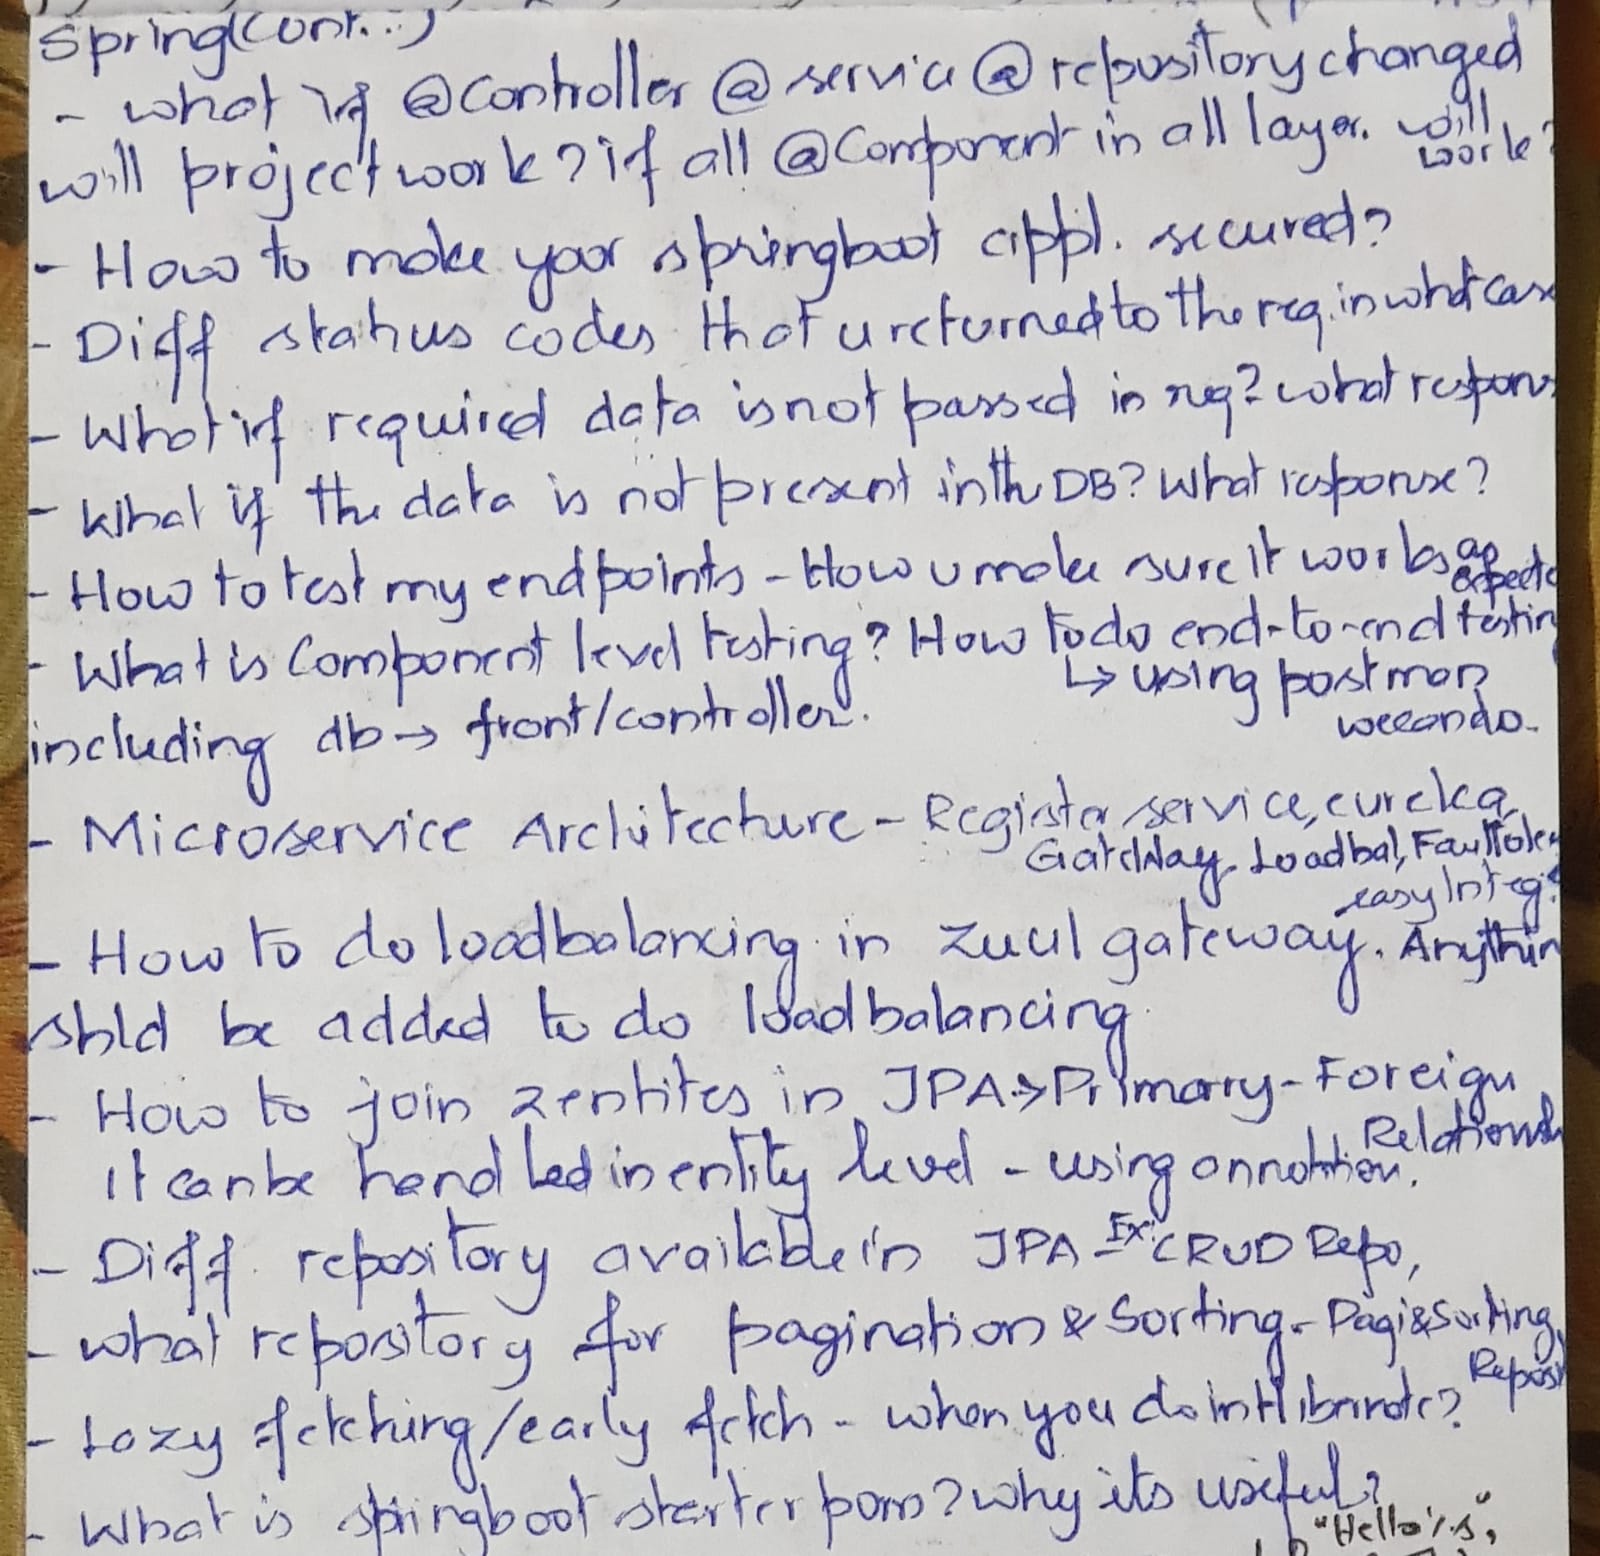 Spring(cont..)
- what if @Controller @service @repository changed
will project work? if all @Component in all layer. will work?
- How to make your springboot appl. secured?
- Diff status codes that u returned to the req. in what case
- What if required data is not passed in req? what respons
- What if the data is not present in the DB? What response?
- How to test my endpoints - How u make sure it works as expecte
- What is Component level testing? How to do end-to-end testin
↳ using postman
we can do.
including db → front/controller.
- Microservice Architecture - Register service, eureka,
GateWay, Loadbal, Fault Toler
easy Integ.
- How to do loadbalancing in zuul gateway. Anythin
shld be added to do loadbalancing
- How to join 2 entites in JPA → Primary - Foreign
Relationsh
It can be handled in entity level - using annotation.
- Diff. repository available in JPA - Ex: CRUD Repo,
- what repository for pagination & Sorting - Pagi&Sorting
Reposi
- Lazy fetching/early fetch - when you do in Hibernate?
- What is springboot starter pom? why its useful?
"Hello%s"